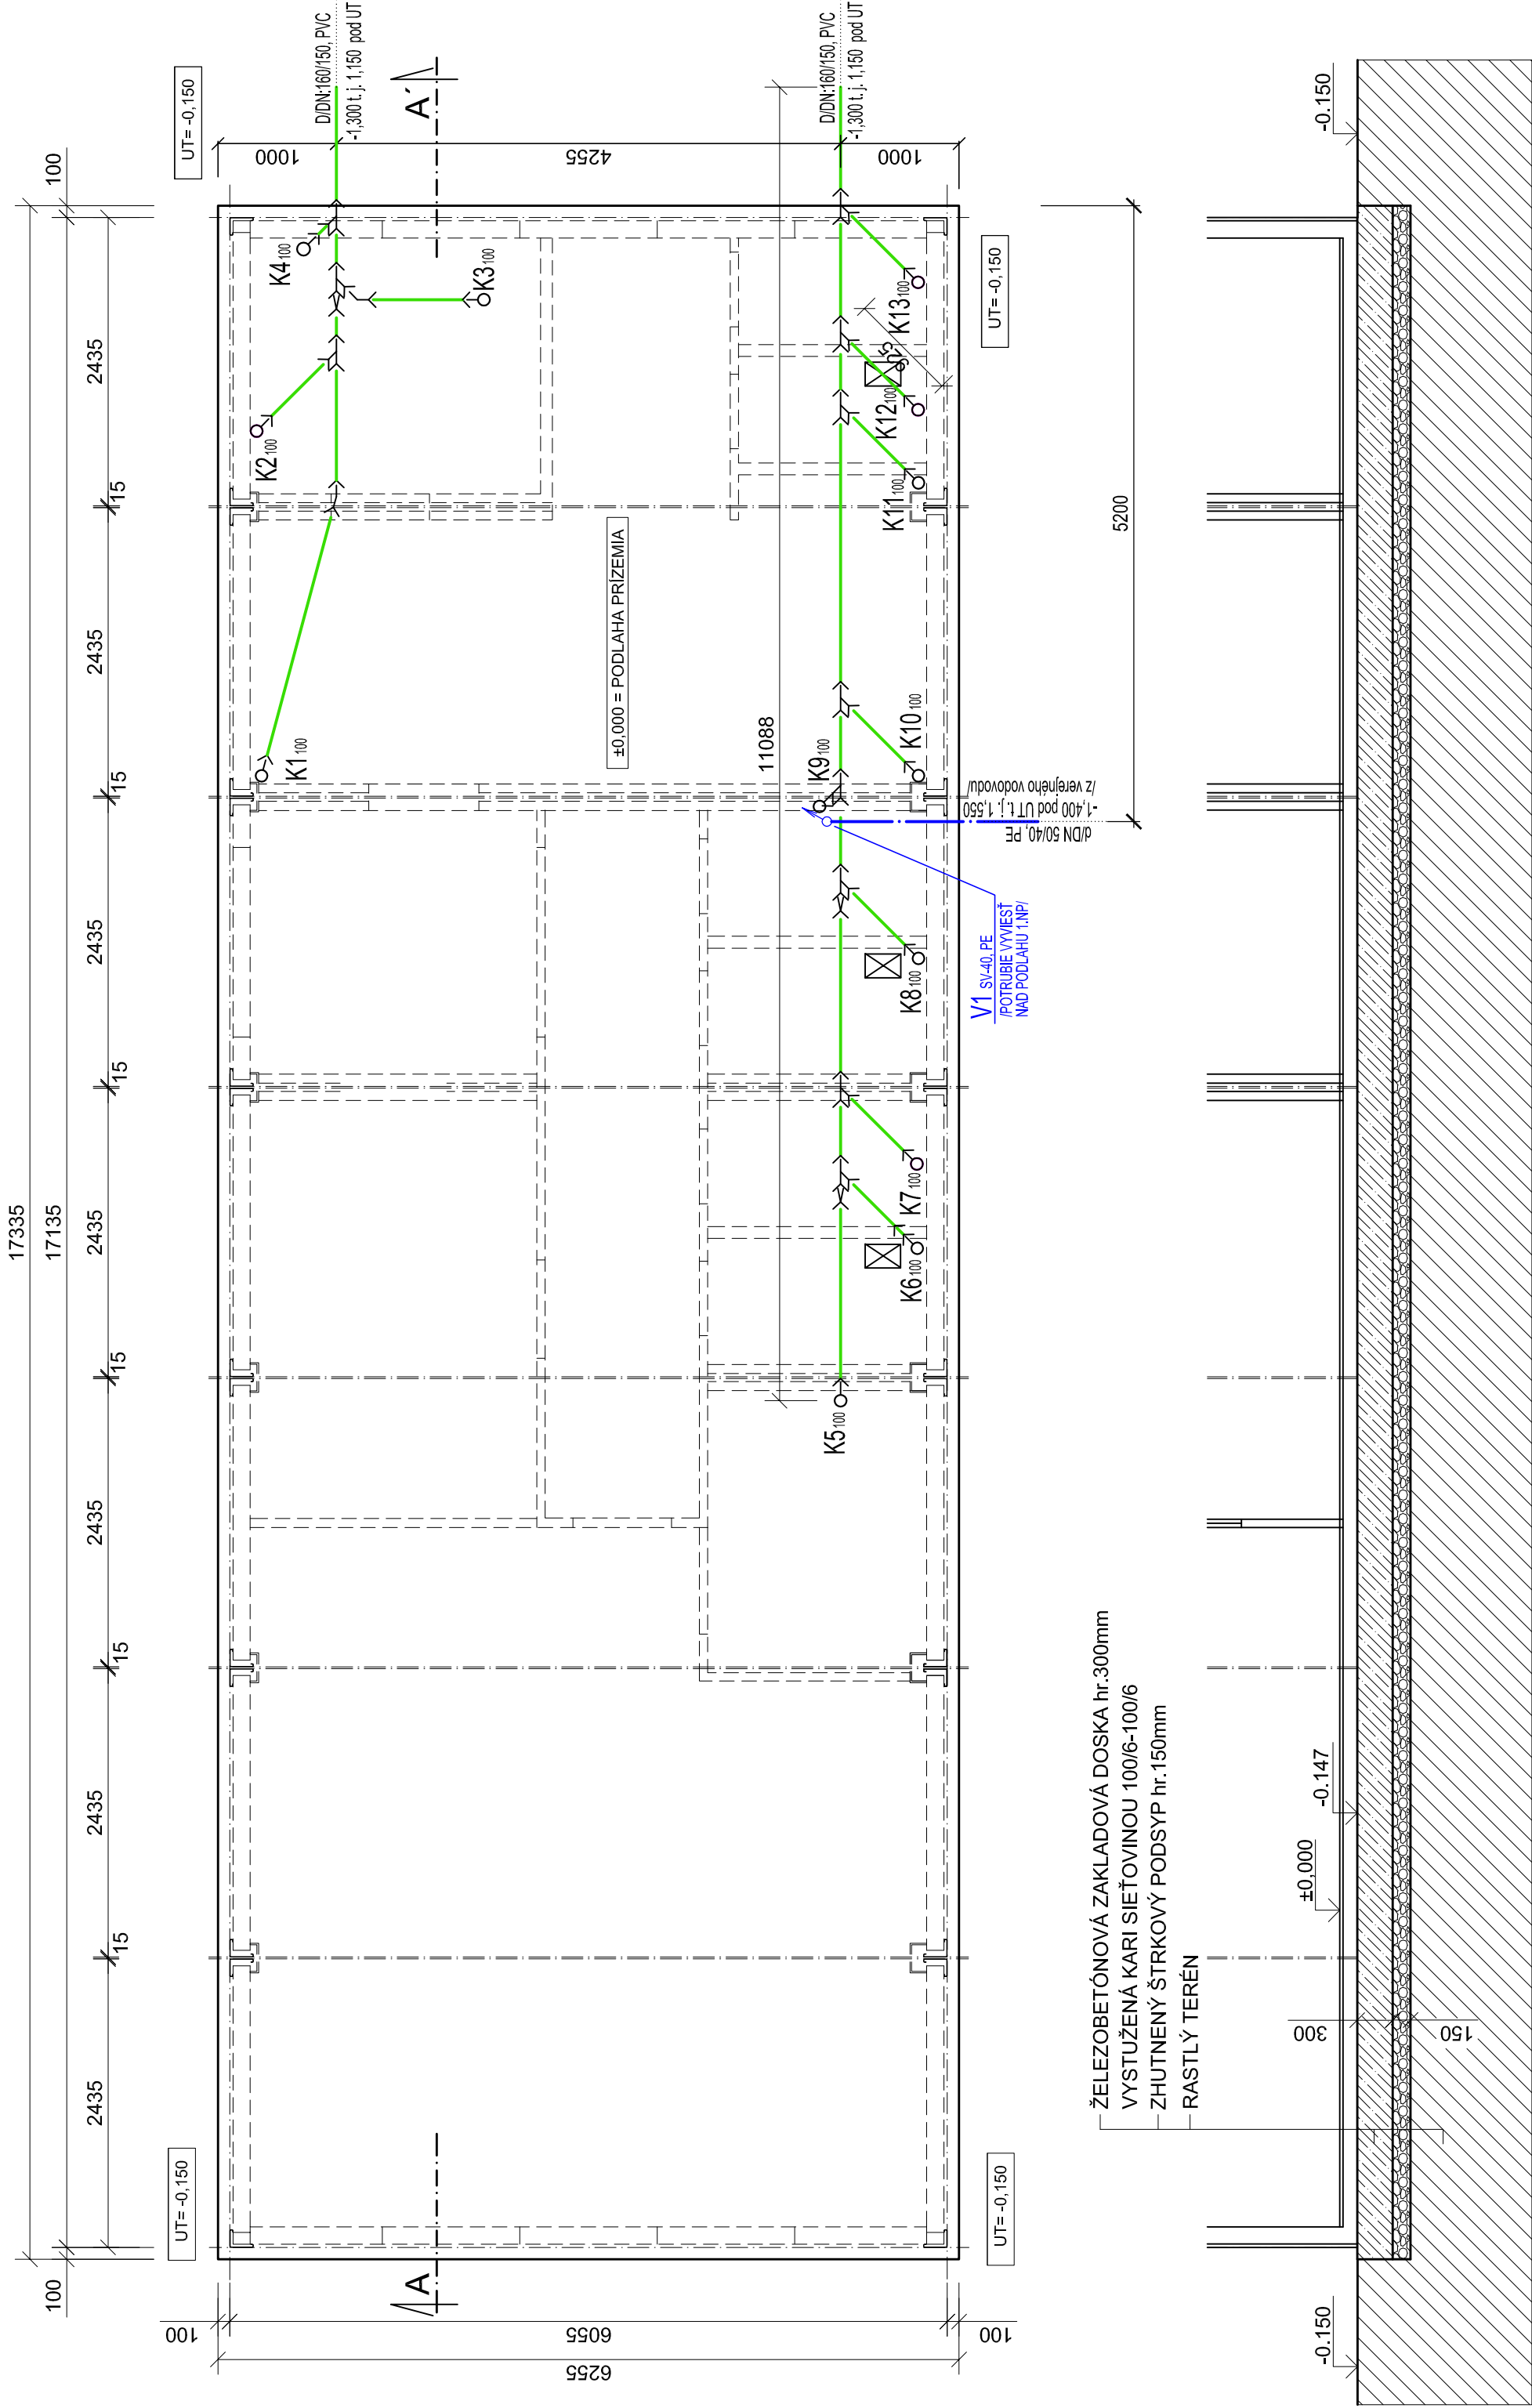 17335
17135
100
2435
15
2435
15
2435
15
2435
15
2435
15
2435
15
2435
100
UT= -0,150
UT= -0,150
D/DN:160/150, PVC
-1,300 t. j. 1,150 pod UT
A
A´
1000
4255
1000
K1100
K2100
K3100
K4100
±0,000 = PODLAHA PRÍZEMIA
11088
D/DN:160/150, PVC
-1,300 t. j. 1,150 pod UT
K5100
K6100
K7100
K8100
K9100
K10100
K11100
K12100
K13100
V1 SV-40, PE
/POTRUBIE VYVIESŤ
NAD PODLAHU 1.NP/
d/DN 50/40, PE
-1,400 pod UT t. j. 1,550
/z verejného vodovodu/
5200
UT= -0,150
UT= -0,150
100
6055
100
6255
ŽELEZOBETÓNOVÁ ZAKLADOVÁ DOSKA hr.300mm
VYSTUŽENÁ KARI SIEŤOVINOU 100/6-100/6
ZHUTNENÝ ŠTRKOVÝ PODSYP hr.150mm
RASTLÝ TERÉN
-0.150
±0,000
-0.147
-0.150
300
150